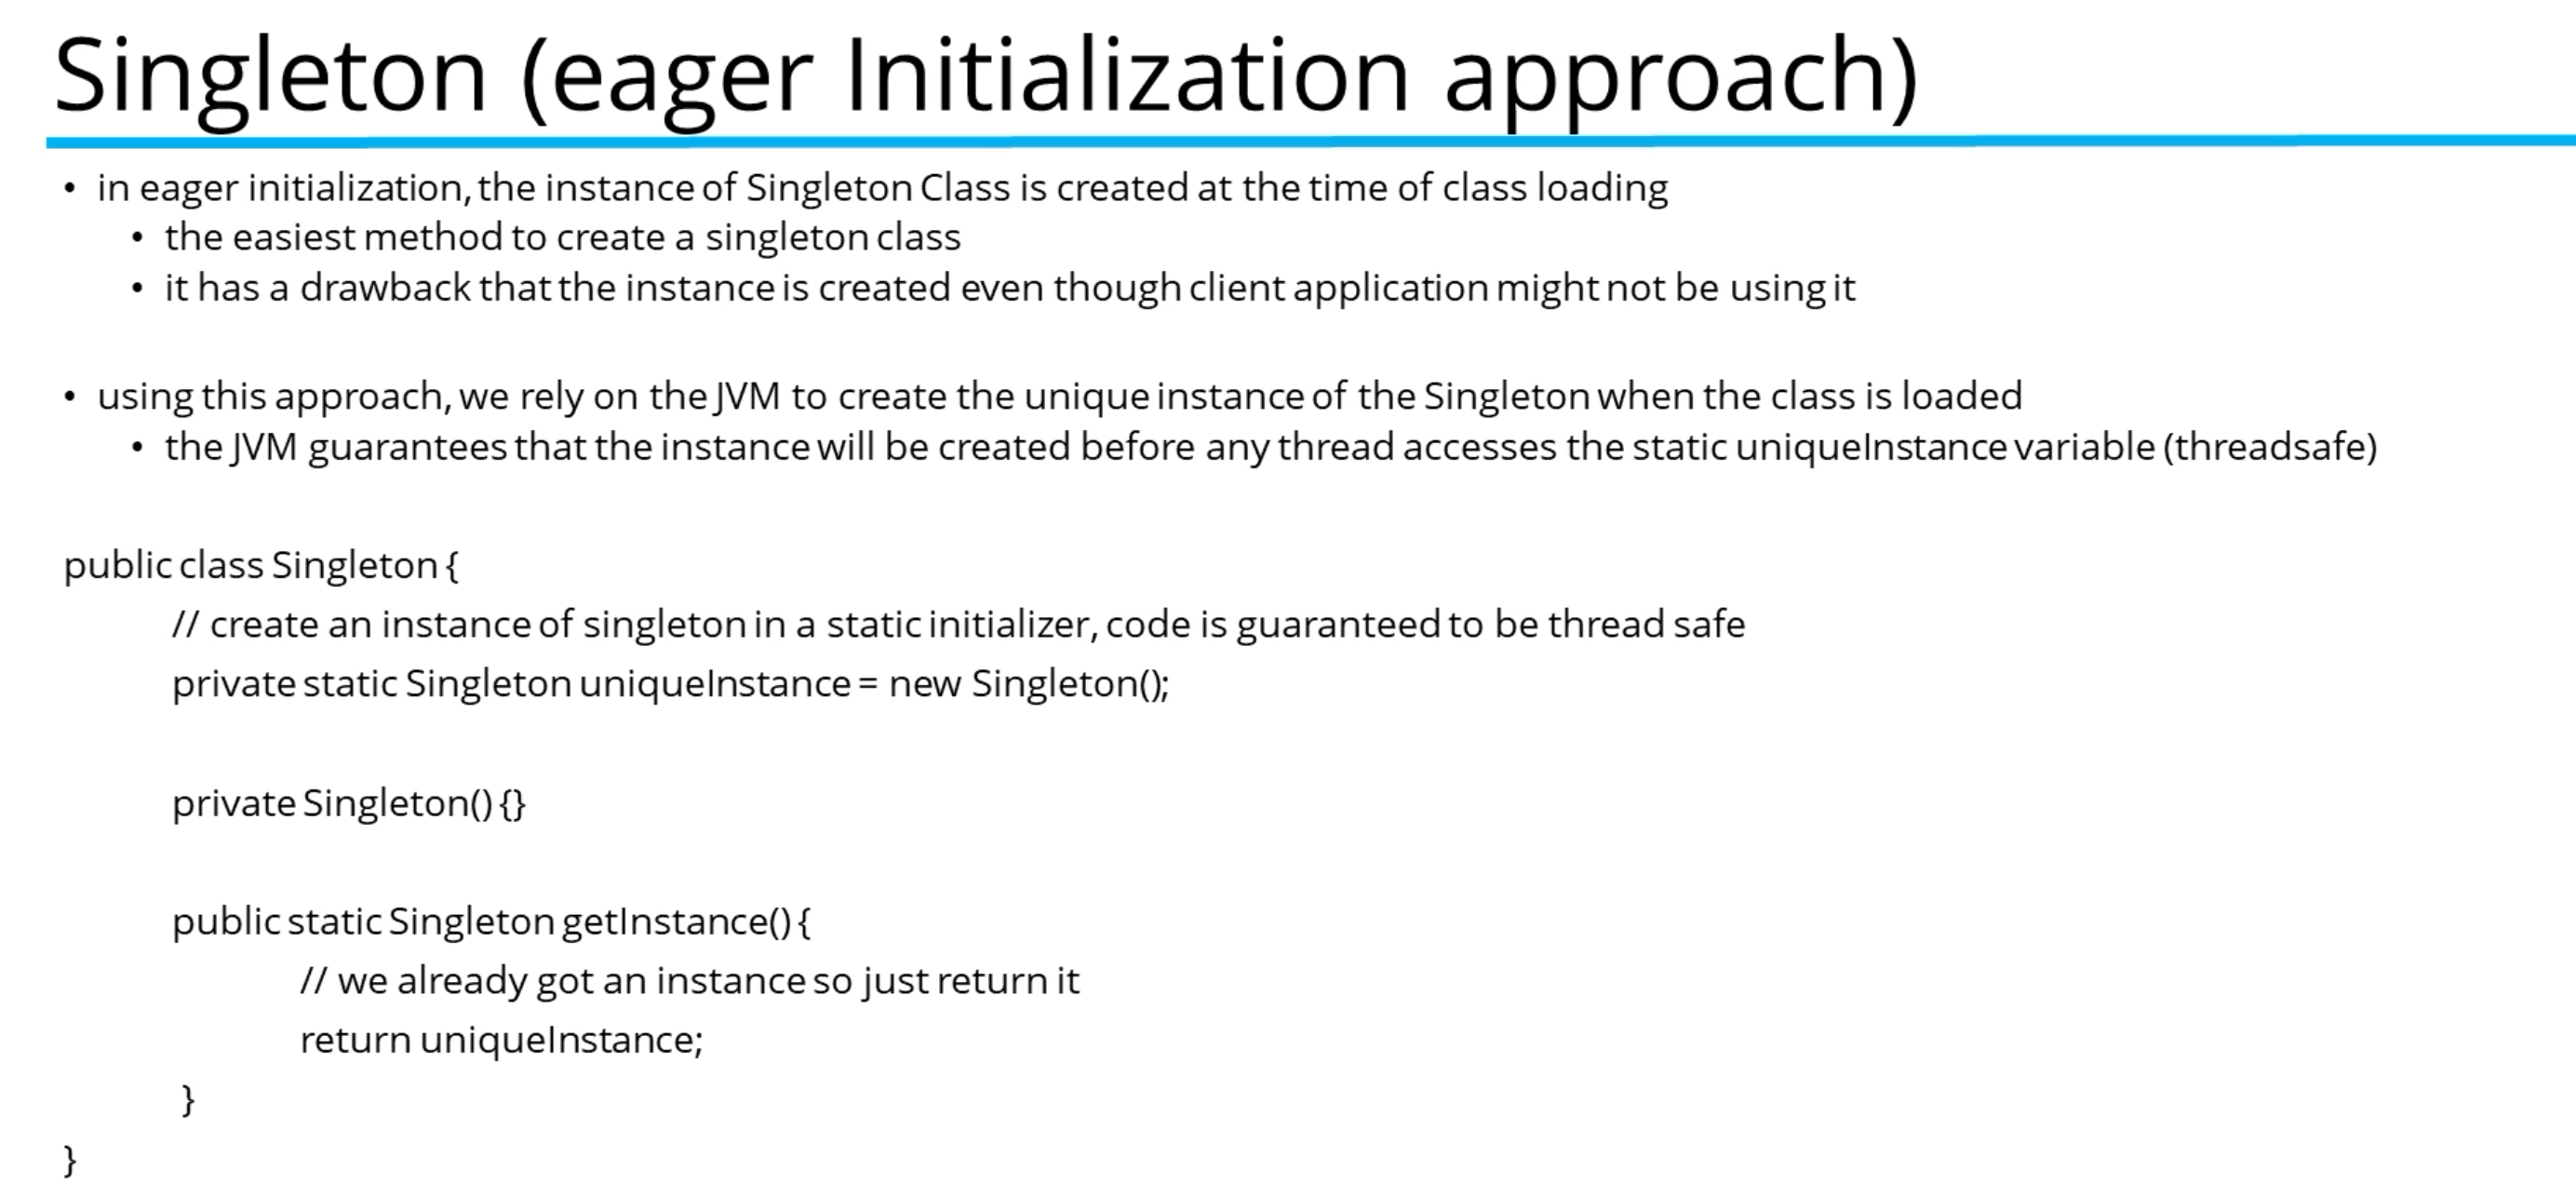 Singleton (eager Initialization approach)
• in eager initialization, the instance of Singleton Class is created at the time of class loading
• the easiest method to create a singleton class
• it has a drawback that the instance is created even though client application might not be using it
• using this approach, we rely on the JVM to create the unique instance of the Singleton when the class is loaded
• the JVM guarantees that the instance will be created before any thread accesses the static uniqueInstance variable (threadsafe)
public class Singleton {
// create an instance of singleton in a static initializer, code is guaranteed to be thread safe
private static Singleton uniqueInstance = new Singleton();
private Singleton() {}
public static Singleton getInstance() {
// we already got an instance so just return it
return uniqueInstance;
}
}